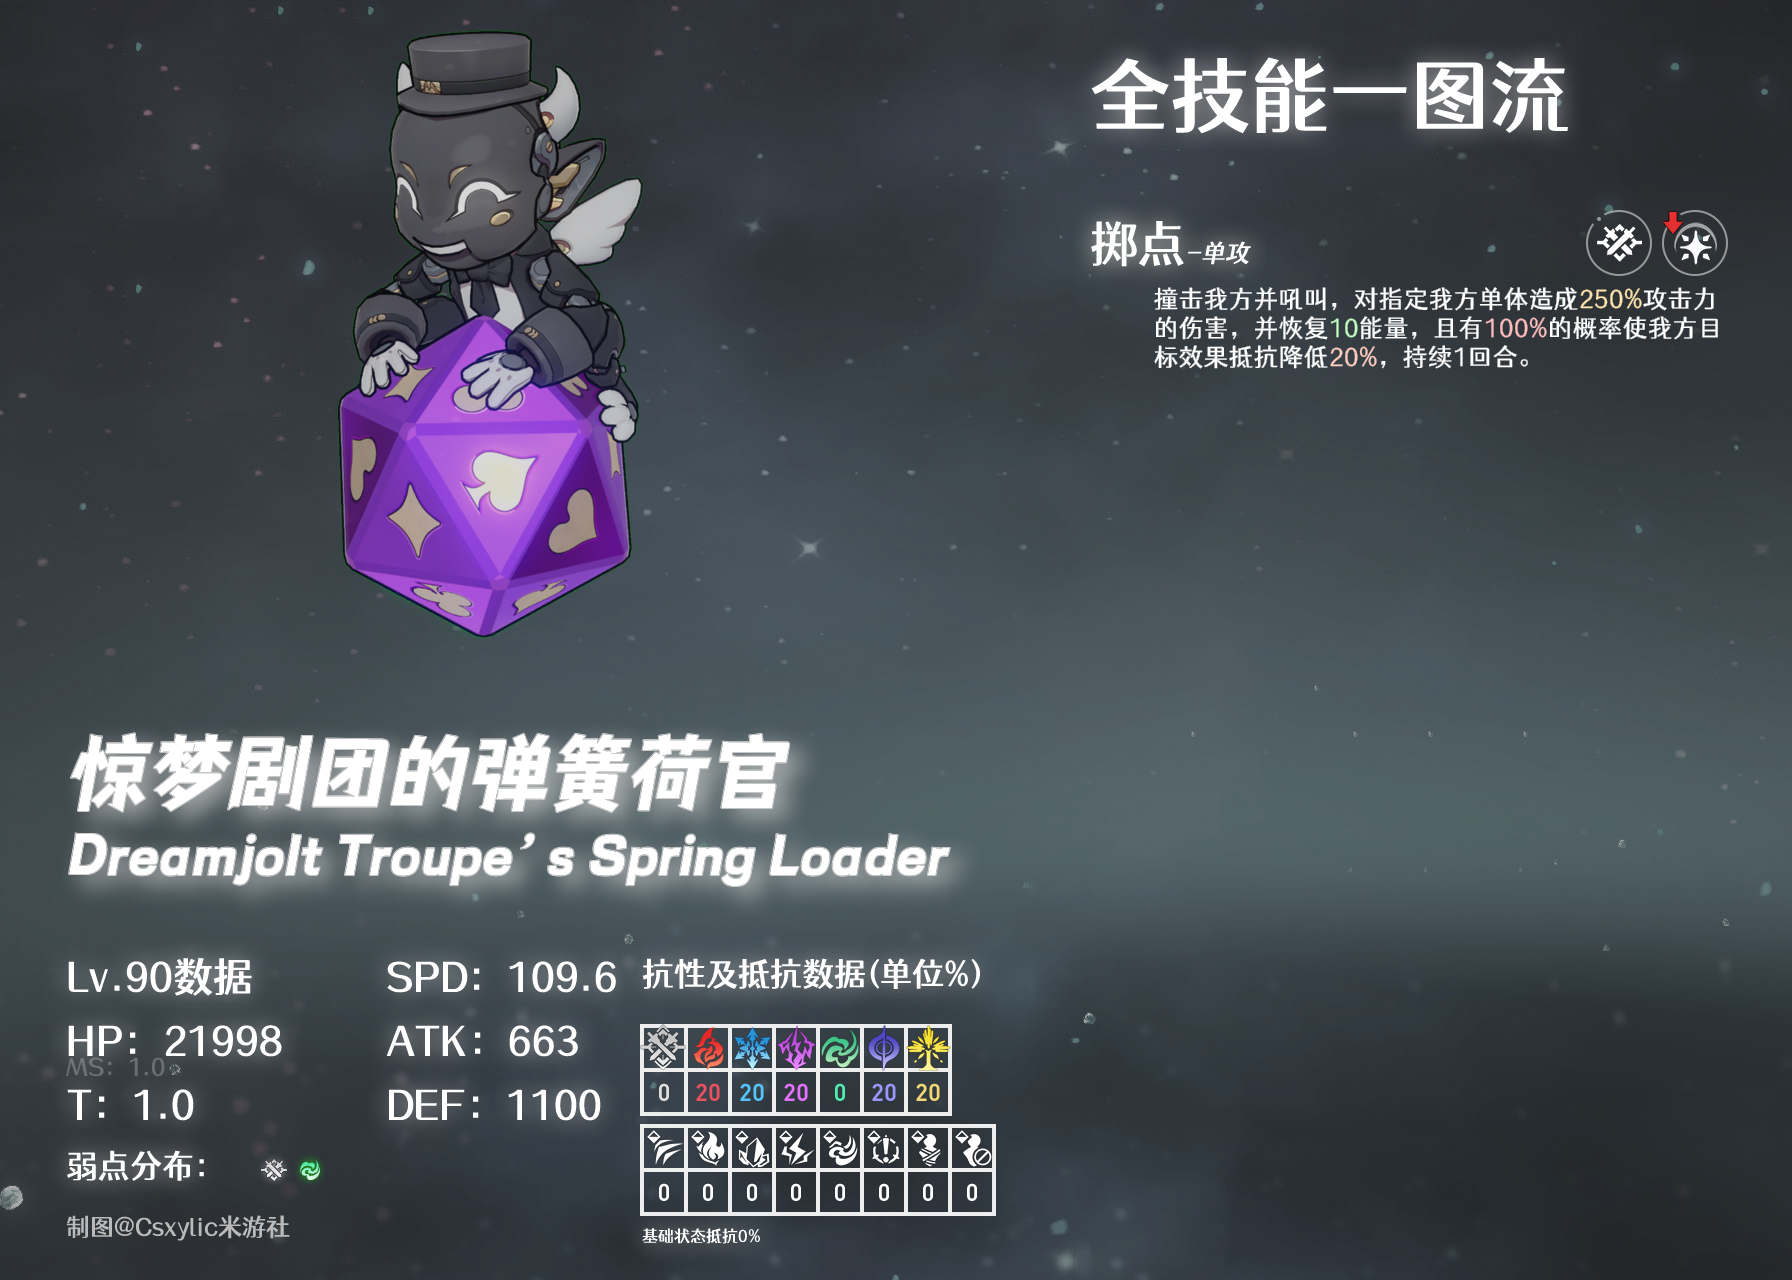 全技能一图流
掷点-单攻
撞击我方并吼叫，对指定我方单体造成250%攻击力
的伤害，并恢复10能量，且有100%的概率使我方目
标效果抵抗降低20%，持续1回合。
惊梦剧团的弹簧荷官
Dreamjolt Troupe’s Spring Loader
Lv.90数据
SPD：109.6
HP：21998
ATK：663
MS：1.0
T：1.0
DEF：1100
弱点分布：
制图@Csxylic米游社
抗性及抵抗数据(单位%)
0 20 20 20 0 20 20
0 0 0 0 0 0 0 0
基础状态抵抗0%